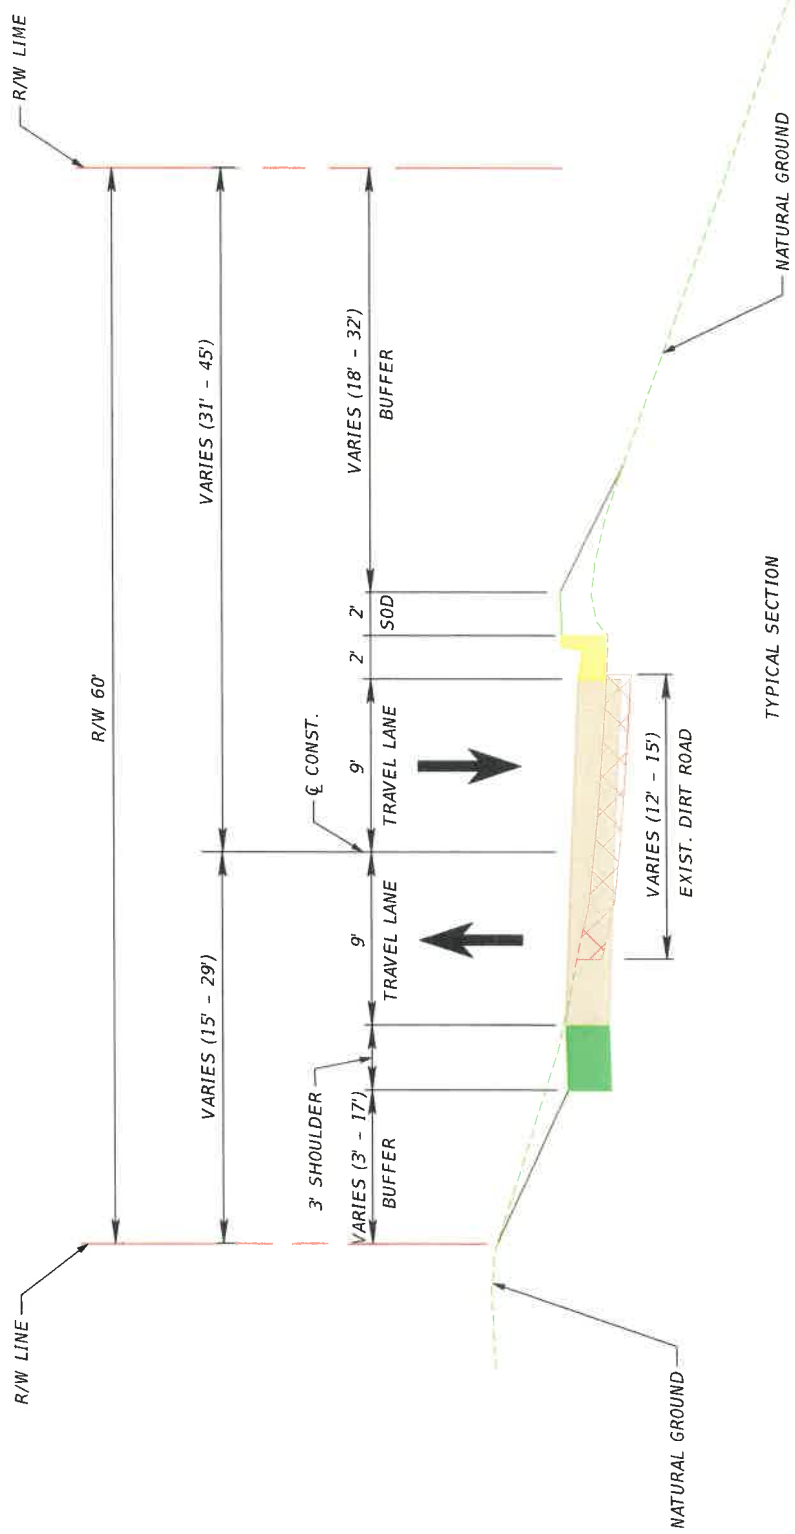 R/W LINE
R/W LIME
R/W 60'
VARIES (15' - 29')
VARIES (31' - 45')
3' SHOULDER
℄ CONST.
VARIES (3' - 17')
BUFFER
9'
TRAVEL LANE
9'
TRAVEL LANE
2'
2'
SOD
VARIES (18' - 32')
BUFFER
VARIES (12' - 15')
EXIST. DIRT ROAD
NATURAL GROUND
NATURAL GROUND
TYPICAL SECTION